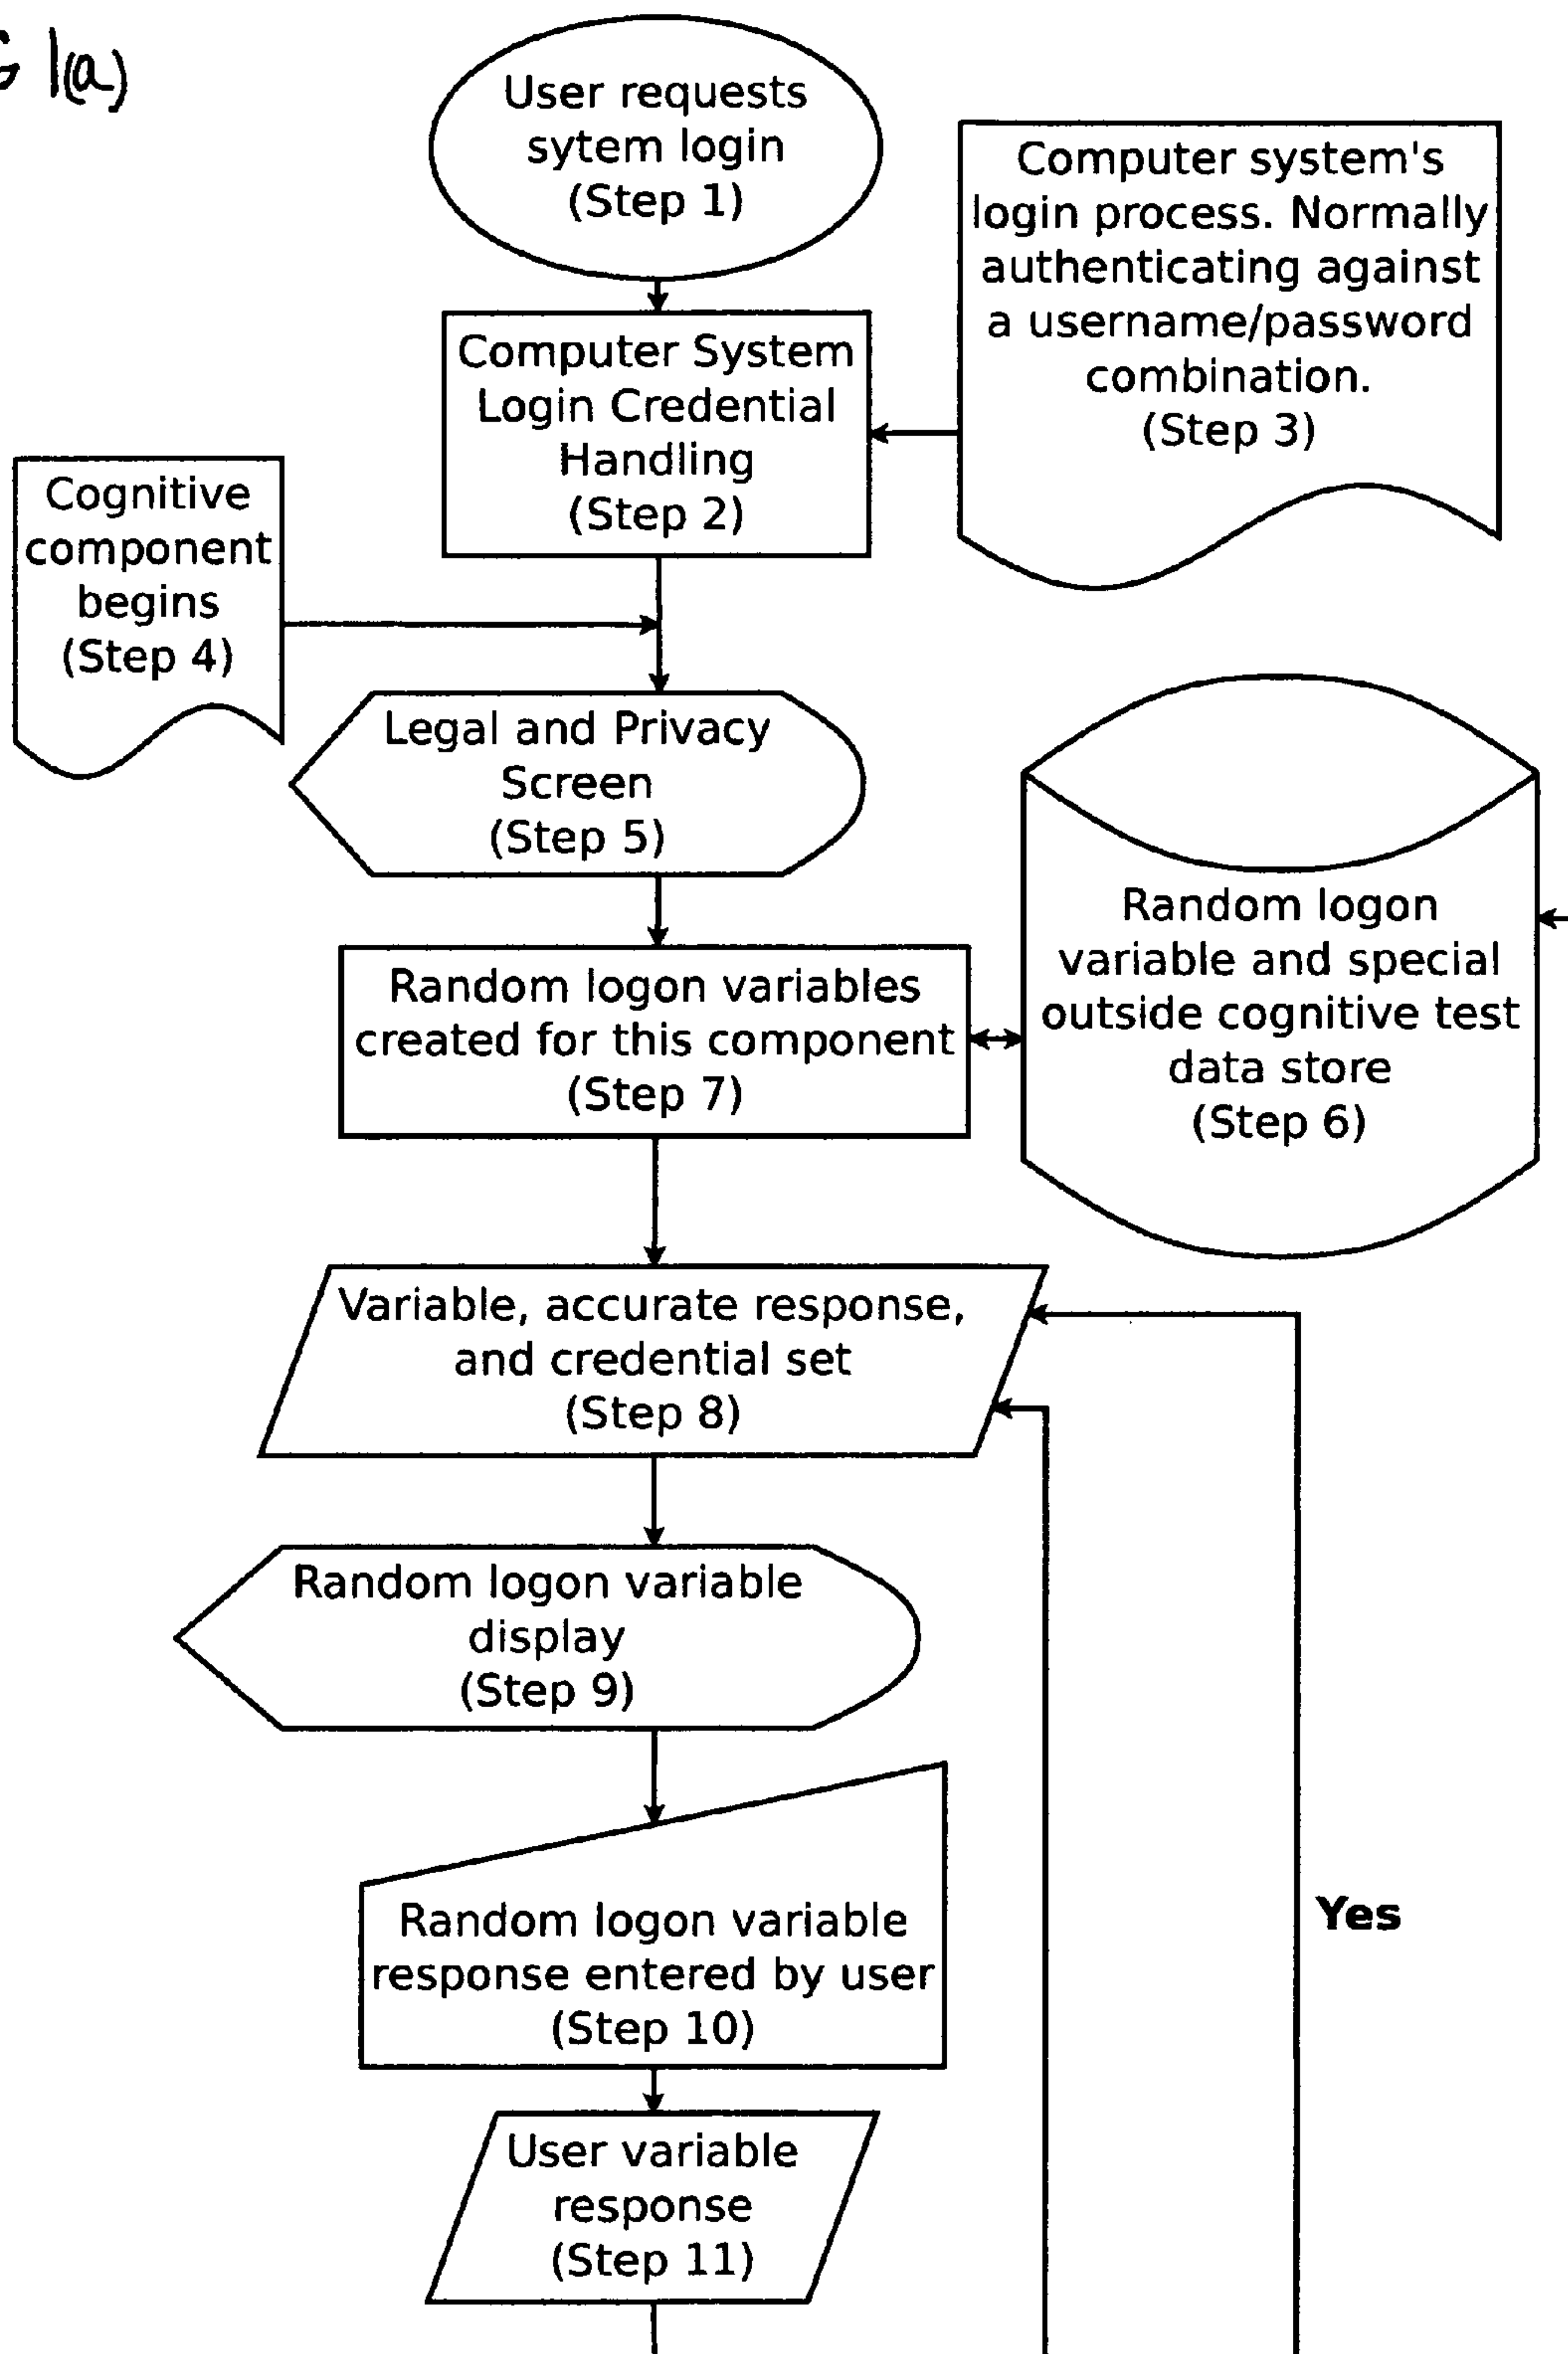 G 1(a)
User requests
sytem login
(Step 1)
Computer system's
login process. Normally
authenticating against
a username/password
combination.
(Step 3)
Computer System
Login Credential
Handling
(Step 2)
Cognitive
component
begins
(Step 4)
Legal and Privacy
Screen
(Step 5)
Random logon
variable and special
outside cognitive test
data store
(Step 6)
Random logon variables
created for this component
(Step 7)
Variable, accurate response,
and credential set
(Step 8)
Random logon variable
display
(Step 9)
Yes
Random logon variable
response entered by user
(Step 10)
User variable
response
(Step 11)